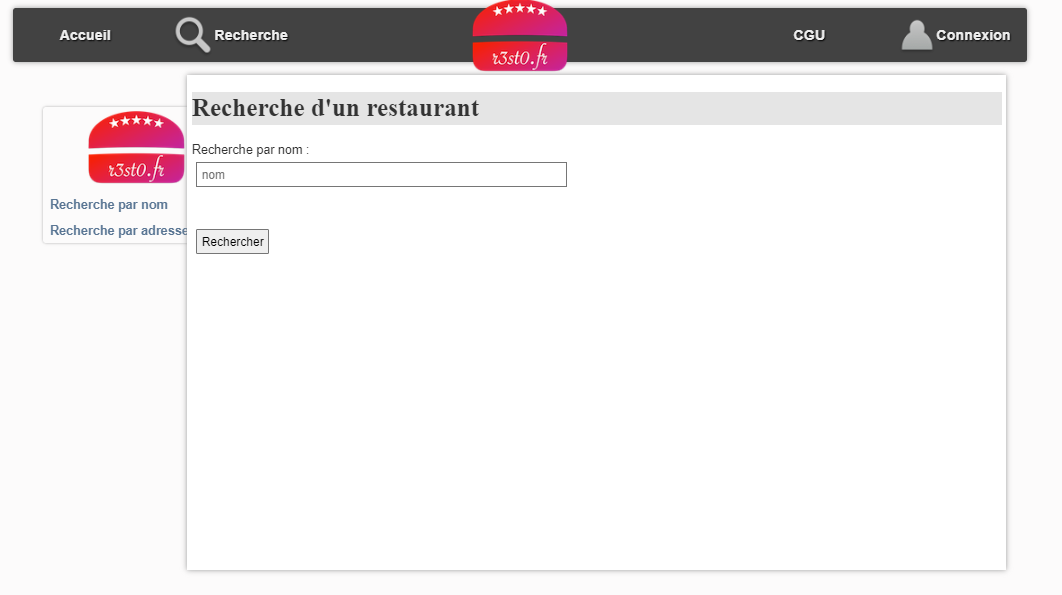 Accueil
Recherche
r3st0.fr
CGU
Connexion
r3st0.fr
Recherche par nom
Recherche par adresse
Recherche d'un restaurant
Recherche par nom :
nom
Rechercher